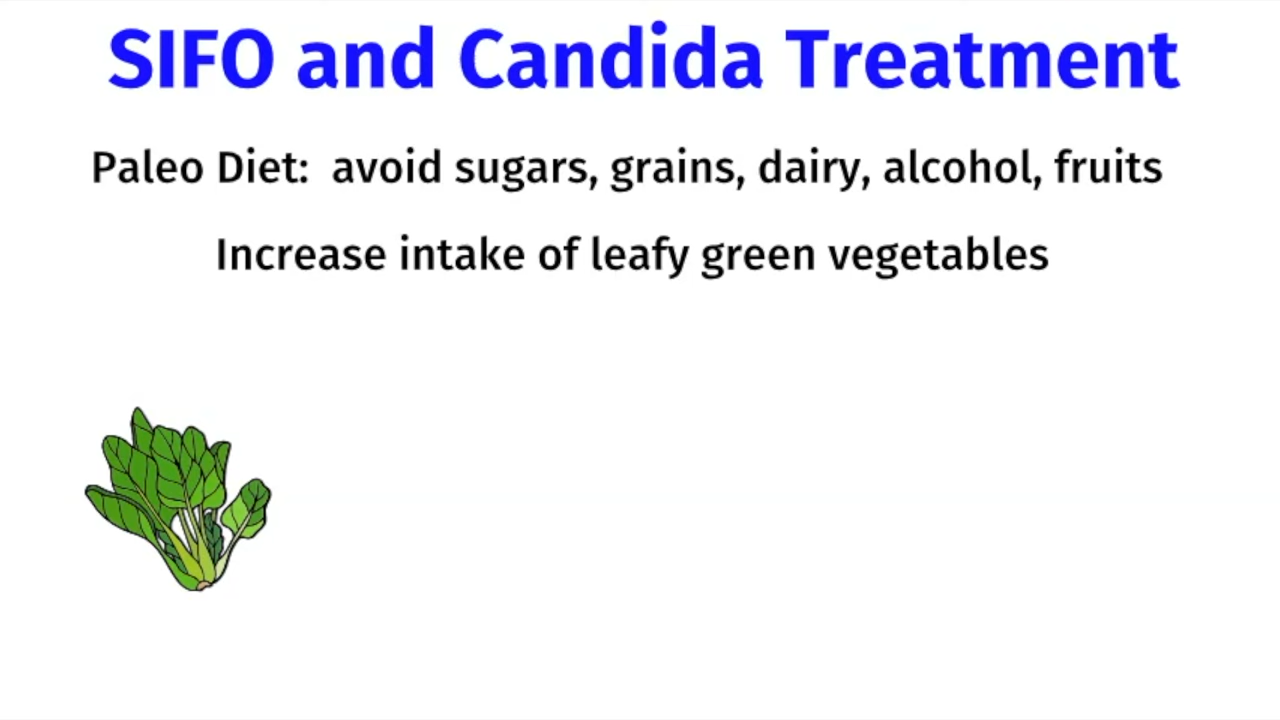 SIFO and Candida Treatment
Paleo Diet:  avoid sugars, grains, dairy, alcohol, fruits
Increase intake of leafy green vegetables